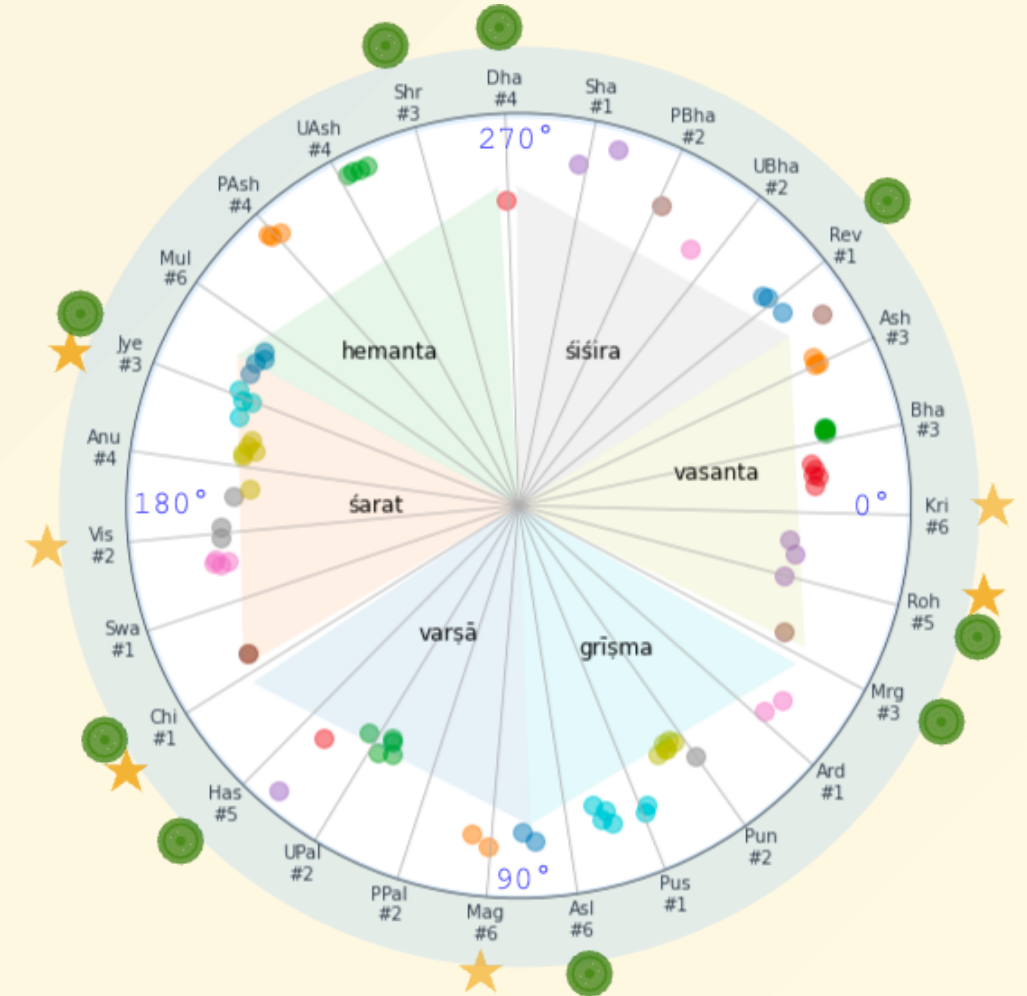 Dha
#4
Sha
#1
PBha
#2
UBha
#2
Rev
#1
Ash
#3
Bha
#3
Kri
#6
Roh
#5
Mrg
#3
Ard
#1
Pun
#2
Pus
#1
Asl
#6
Mag
#6
PPal
#2
UPal
#2
Has
#5
Chi
#1
Swa
#1
Vis
#2
Anu
#4
Jye
#3
Mul
#6
PAsh
#4
UAsh
#4
Shr
#3
270°
0°
90°
180°
hemanta
śiśira
vasanta
grīṣma
varṣā
śarat